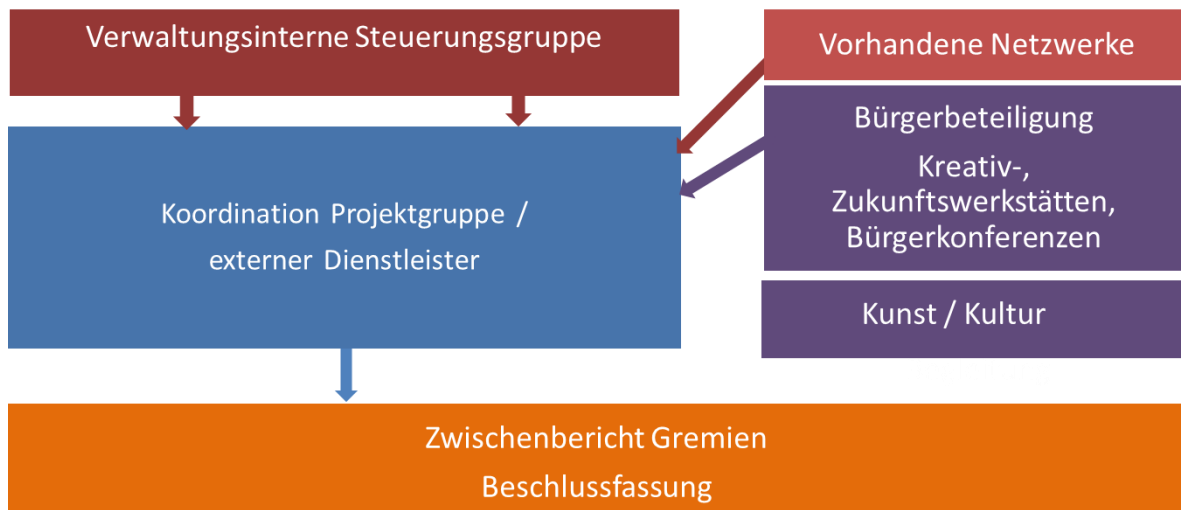 Verwaltungsinterne Steuerungsgruppe
Vorhandene Netzwerke
Bürgerbeteiligung
Kreativ-,
Zukunftswerkstätten,
Bürgerkonferenzen
Koordination Projektgruppe /
externer Dienstleister
Kunst / Kultur
Zwischenbericht Gremien
Beschlussfassung